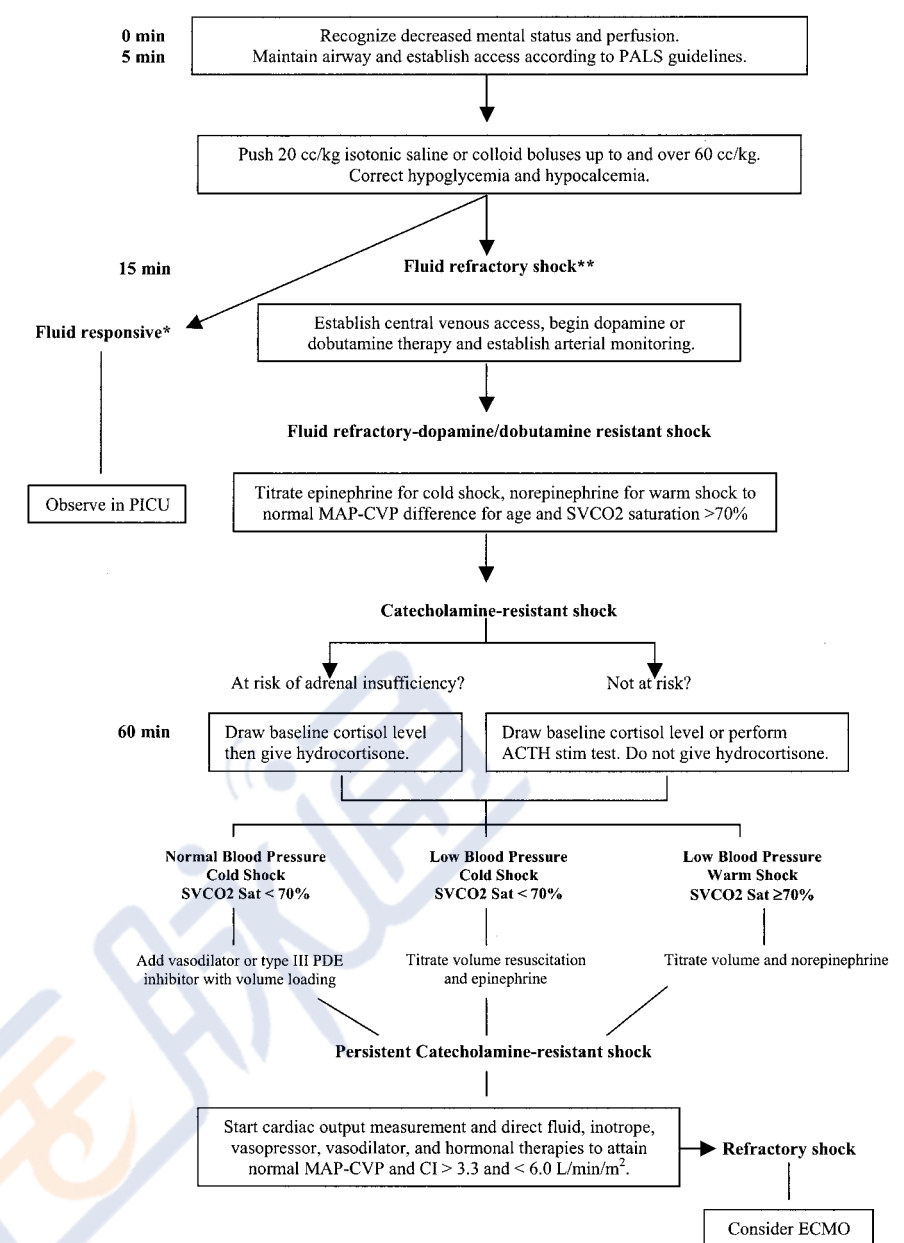 0 min
5 min
Recognize decreased mental status and perfusion.
Maintain airway and establish access according to PALS guidelines.
Push 20 cc/kg isotonic saline or colloid boluses up to and over 60 cc/kg.
Correct hypoglycemia and hypocalcemia.
15 min
Fluid refractory shock**
Fluid responsive*
Establish central venous access, begin dopamine or
dobutamine therapy and establish arterial monitoring.
Fluid refractory-dopamine/dobutamine resistant shock
Observe in PICU
Titrate epinephrine for cold shock, norepinephrine for warm shock to
normal MAP-CVP difference for age and SVCO2 saturation >70%
Catecholamine-resistant shock
At risk of adrenal insufficiency?
Not at risk?
60 min
Draw baseline cortisol level
then give hydrocortisone.
Draw baseline cortisol level or perform
ACTH stim test. Do not give hydrocortisone.
Normal Blood Pressure
Cold Shock
SVCO2 Sat < 70%
Low Blood Pressure
Cold Shock
SVCO2 Sat < 70%
Low Blood Pressure
Warm Shock
SVCO2 Sat ≥70%
Add vasodilator or type III PDE
inhibitor with volume loading
Titrate volume resuscitation
and epinephrine
Titrate volume and norepinephrine
Persistent Catecholamine-resistant shock
Start cardiac output measurement and direct fluid, inotrope,
vasopressor, vasodilator, and hormonal therapies to attain
normal MAP-CVP and CI > 3.3 and < 6.0 L/min/m².
Refractory shock
Consider ECMO
脉通